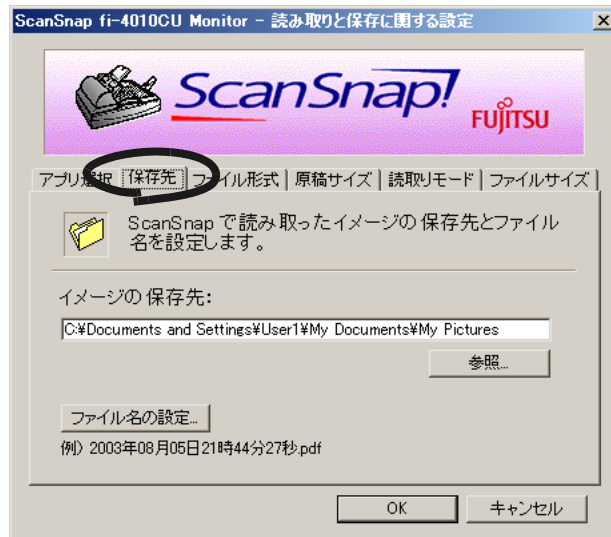 ScanSnap fi-4010CU Monitor - 読み取りと保存に関する設定
ScanSnap!
FUJITSU
アプリ選択 保存先 ファイル形式 原稿サイズ 読取りモード ファイルサイズ
ScanSnap で読み取ったイメージの保存先とファイル
名を設定します。
イメージの保存先:
C:¥Documents and Settings¥User1¥My Documents¥My Pictures
参照...
ファイル名の設定...
例) 2003年08月05日21時44分27秒.pdf
OK キャンセル